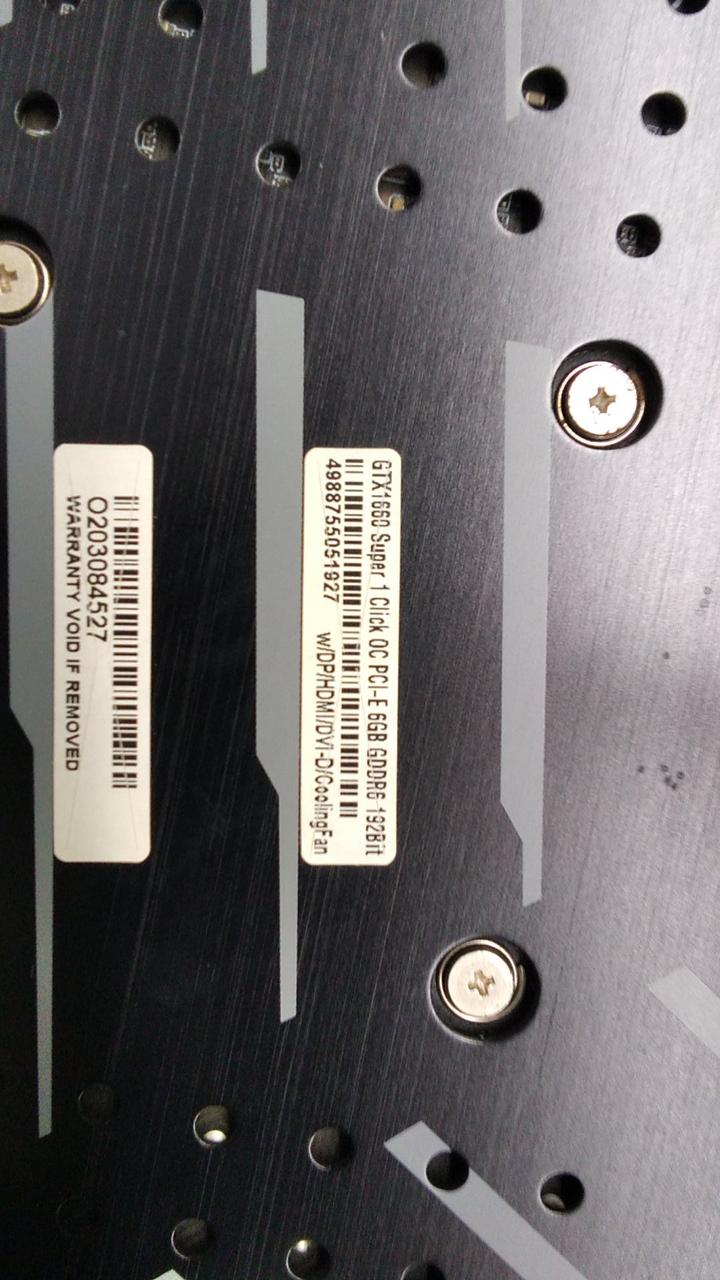 GTX1660 Super 1 Click OC PCI-E 6GB GDDR6 192Bit
4988755051927 W/DP/HDMI/DVI-D/CoolingFan
O203084527
WARRANTY VOID IF REMOVED